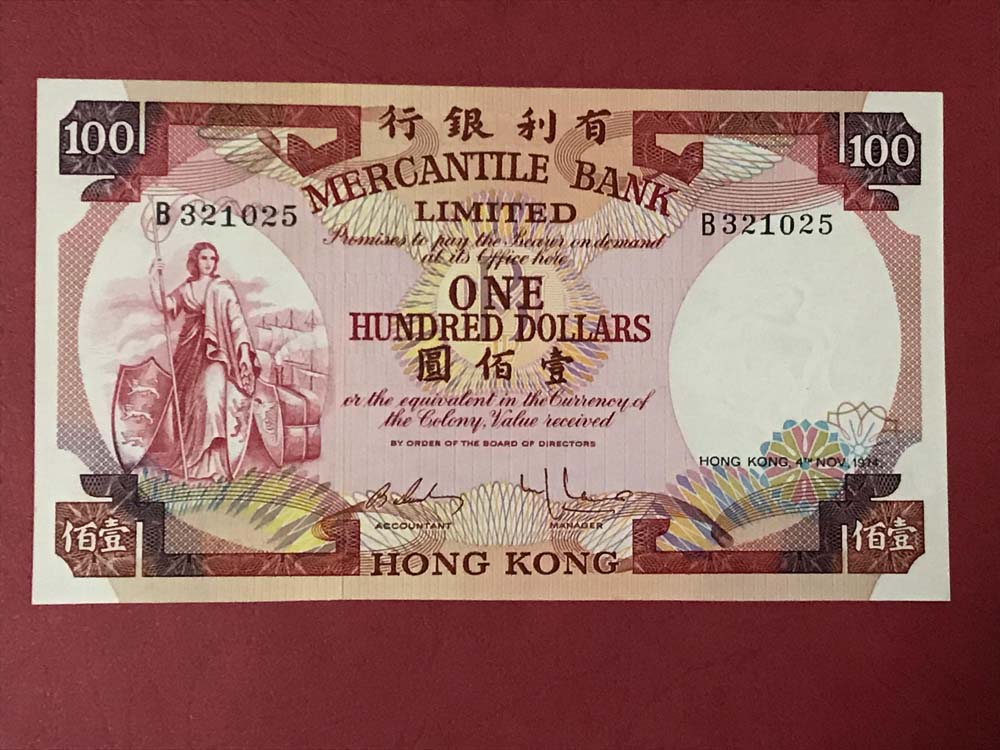 行銀利有
100
100
MERCANTILE BANK
LIMITED
B 321025
B 321025
Promises to pay the Bearer on demand
at its Office here
ONE
HUNDRED DOLLARS
圓佰壹
or the equivalent in the Currency of
the Colony, Value received
BY ORDER OF THE BOARD OF DIRECTORS
HONG KONG, 4TH NOV. 1974
ACCOUNTANT
MANAGER
佰壹
佰壹
HONG KONG